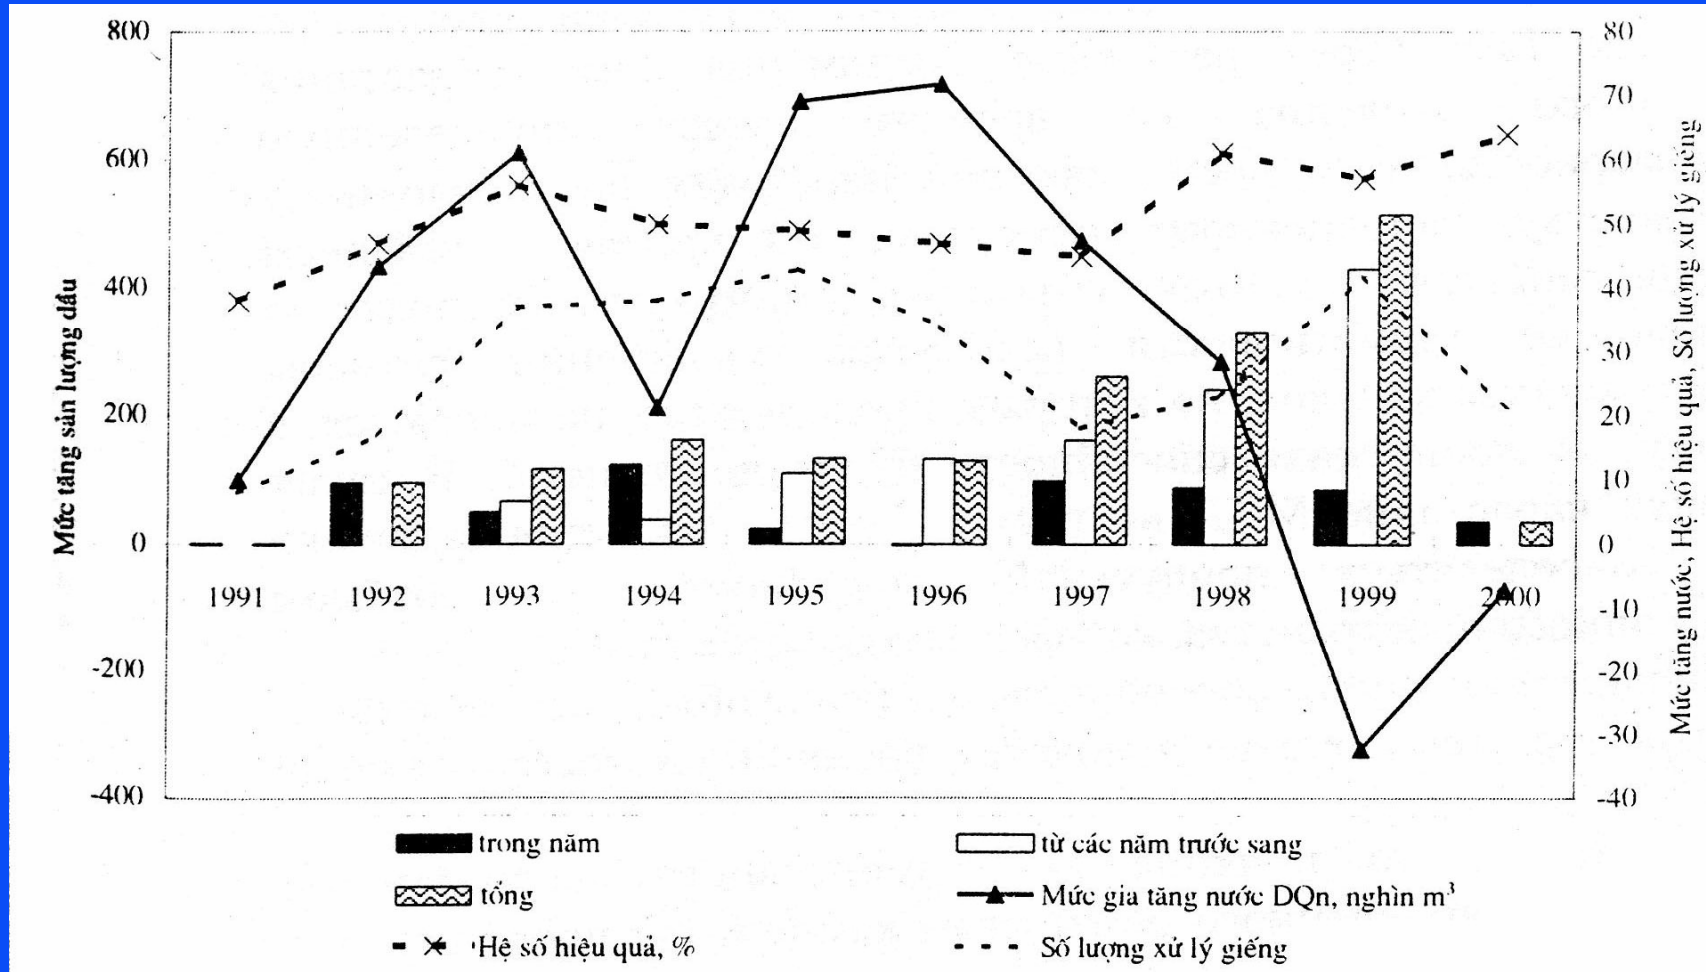 800
600
400
200
0
-200
-400
Mức tăng sản lượng dầu
1991 1992 1993 1994 1995 1996 1997 1998 1999 2000
80
70
60
50
40
30
20
10
0
-10
-20
-30
-40
Mức tăng nước, Hệ số hiệu quả, Số lượng xử lý giếng
trong năm
từ các năm trước sang
tổng
Mức gia tăng nước DQn, nghìn m³
Hệ số hiệu quả, %
Số lượng xử lý giếng